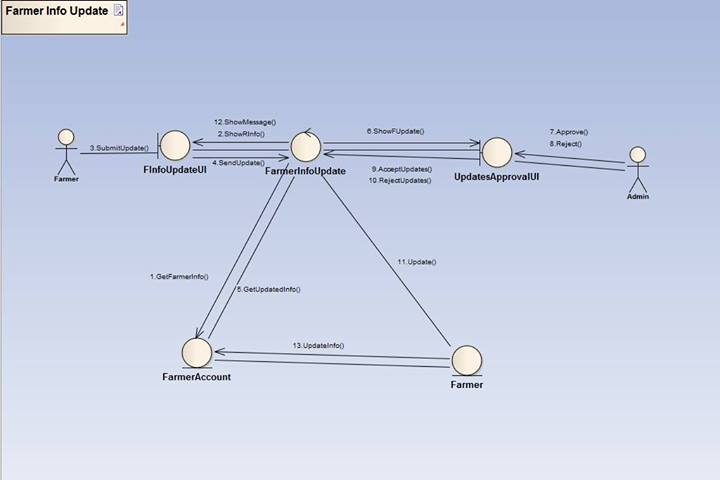 Farmer Info Update
12.ShowMessage()
2.ShowRInfo()
6.ShowFUpdate()
7.Approve()
8.Reject()
3.SubmitUpdate()
4.SendUpdate()
9.AcceptUpdates()
10.RejectUpdates()
Farmer
FInfoUpdateUI
FarmerInfoUpdate
UpdatesApprovalUI
Admin
11.Update()
1.GetFarmerInfo()
5.GetUpdatedInfo()
13.UpdateInfo()
FarmerAccount
Farmer